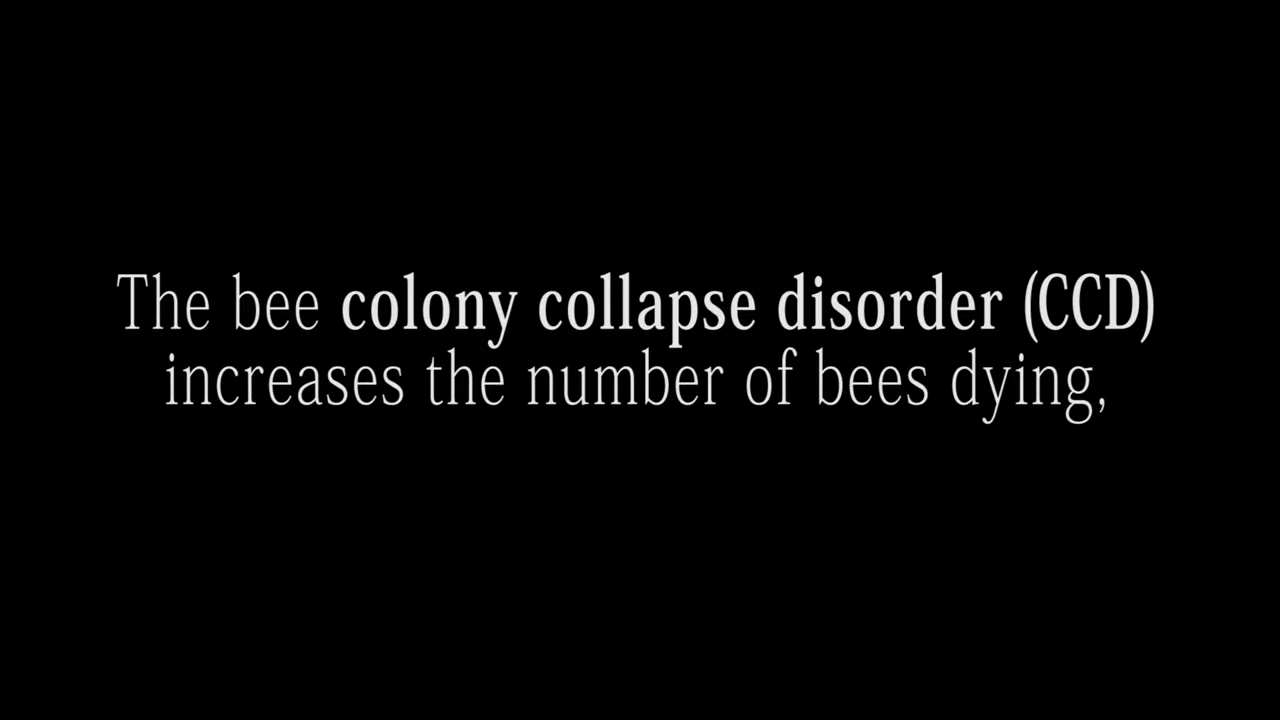 The bee colony collapse disorder (CCD)
increases the number of bees dying,